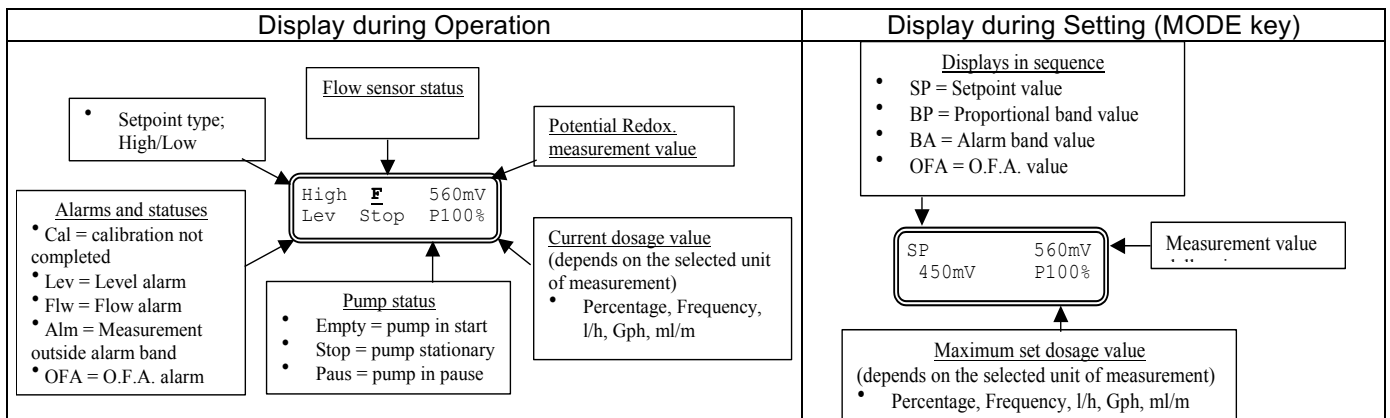 Display during Operation
Display during Setting (MODE key)
Flow sensor status
• Setpoint type;
High/Low
Potential Redox.
measurement value
High F 560mV
Lev Stop P100%
Alarms and statuses
• Cal = calibration not
completed
• Lev = Level alarm
• Flw = Flow alarm
• Alm = Measurement
outside alarm band
• OFA = O.F.A. alarm
Pump status
• Empty = pump in start
• Stop = pump stationary
• Paus = pump in pause
Current dosage value
(depends on the selected unit
of measurement)
• Percentage, Frequency,
l/h, Gph, ml/m
Displays in sequence
• SP = Setpoint value
• BP = Proportional band value
• BA = Alarm band value
• OFA = O.F.A. value
SP 560mV
450mV P100%
Measurement value
Maximum set dosage value
(depends on the selected unit of measurement)
• Percentage, Frequency, l/h, Gph, ml/m